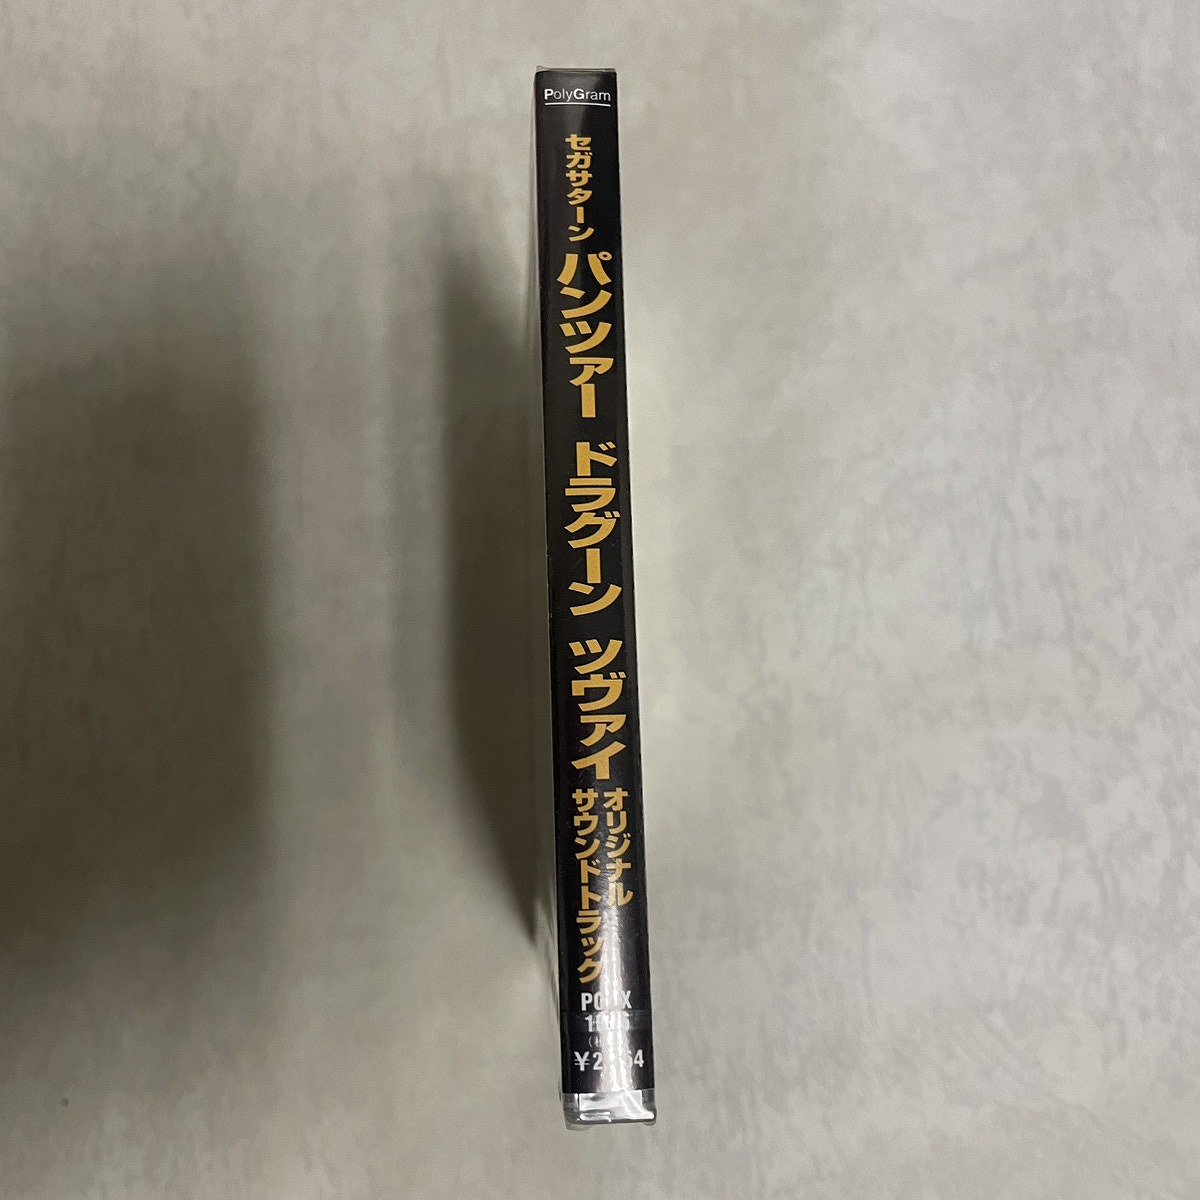 PolyGram
セガサターン
パンツァー ドラグーン ツヴァイ
オリジナル
サウンドトラック